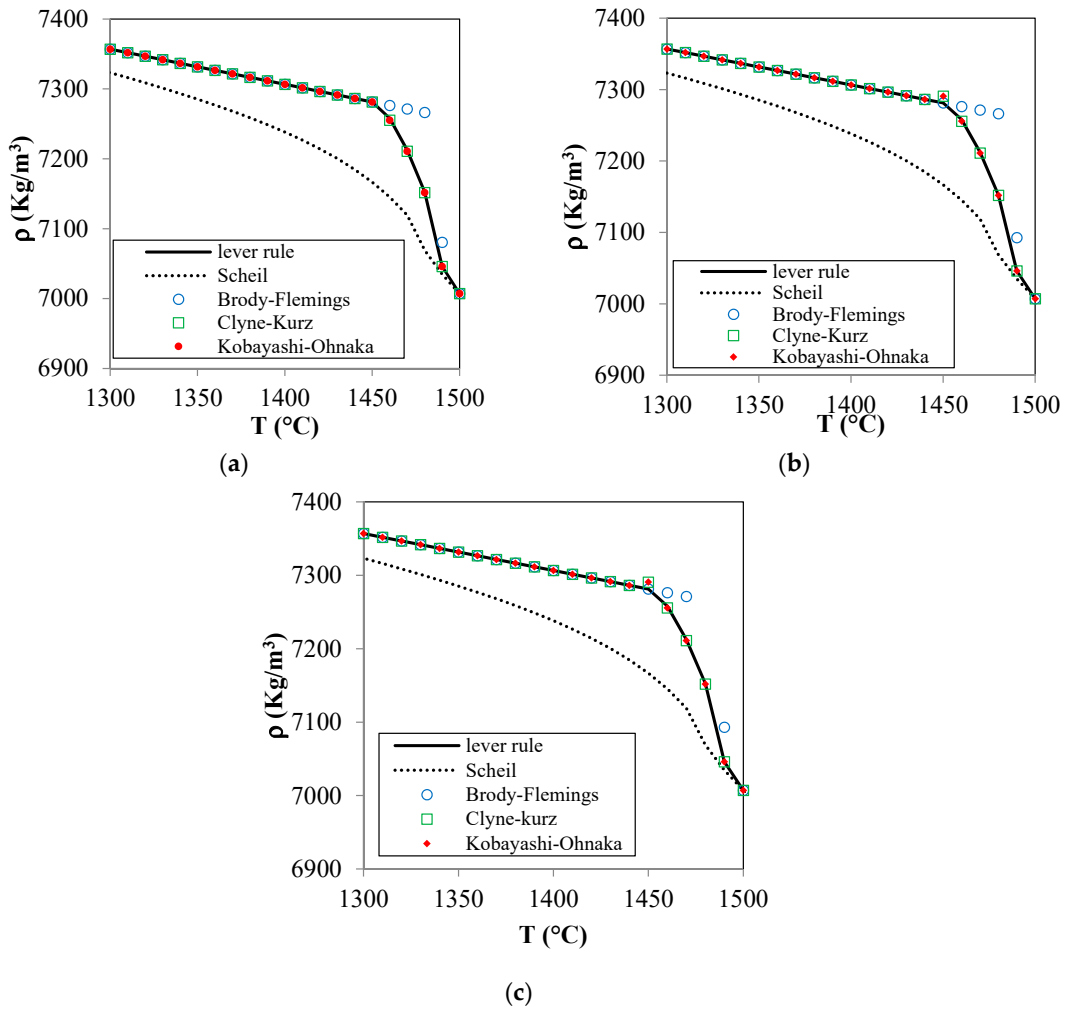 7400
7300
7200
7100
7000
6900
ρ (Kg/m³)
lever rule
Scheil
Brody-Flemings
Clyne-Kurz
Kobayashi-Ohnaka
1300 1350 1400 1450 1500
T (°C)
(a)
7400
7300
7200
7100
7000
6900
ρ (Kg/m³)
lever rule
Scheil
Brody-Flemings
Clyne-Kurz
Kobayashi-Ohnaka
1300 1350 1400 1450 1500
T (°C)
(b)
7400
7300
7200
7100
7000
6900
ρ (Kg/m³)
lever rule
Scheil
Brody-Flemings
Clyne-kurz
Kobayashi-Ohnaka
1300 1350 1400 1450 1500
T (°C)
(c)